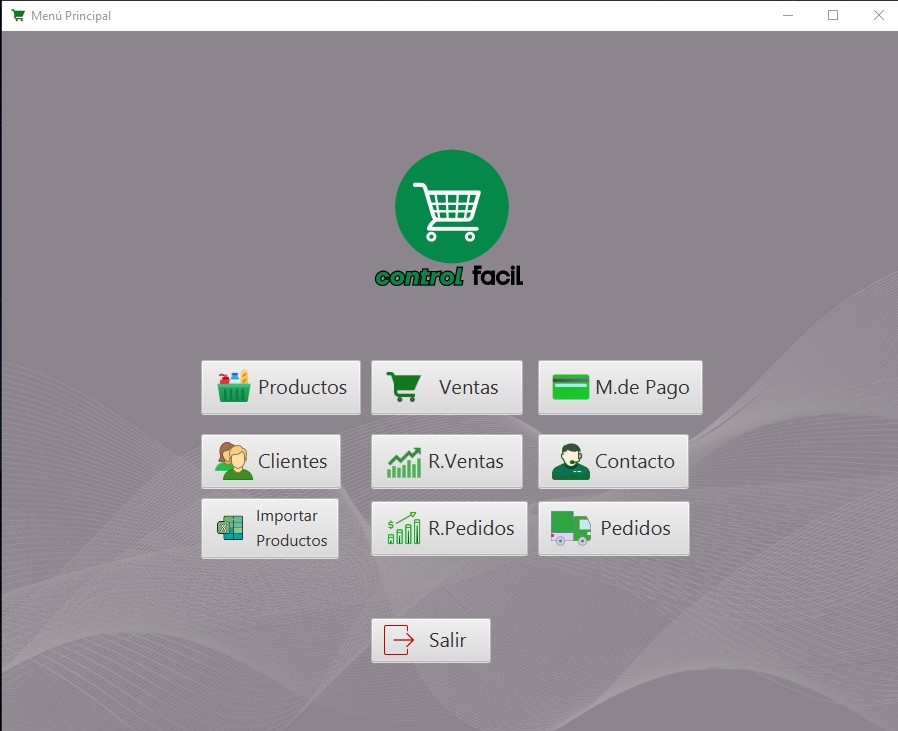 Menú Principal
control facil
Productos
Ventas
M.de Pago
Clientes
R.Ventas
Contacto
Importar
Productos
R.Pedidos
Pedidos
Salir